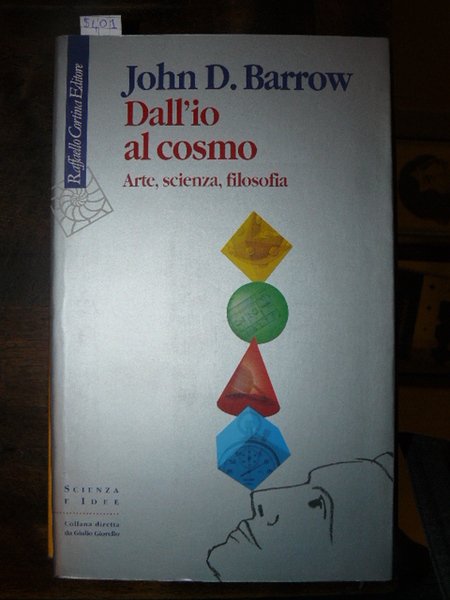 5401
Raffaello Cortina Editore
John D. Barrow
Dall'io
al cosmo
Arte, scienza, filosofia
SCIENZA
E IDEE
Collana diretta
da Giulio Giorello